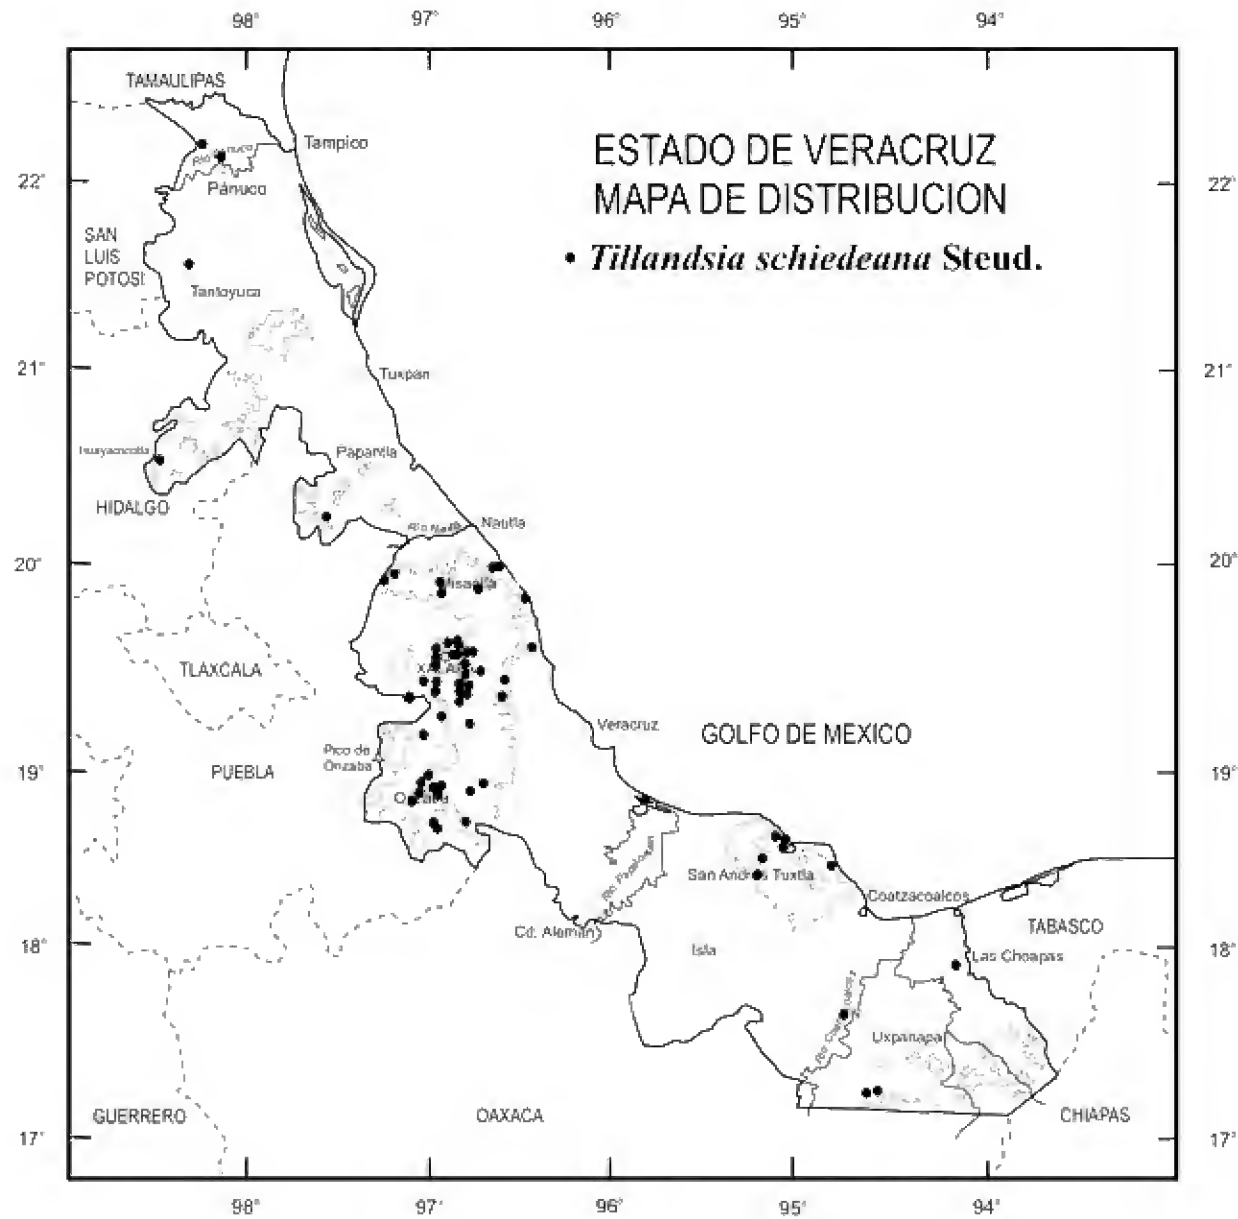 98° 97° 96° 95° 94°
TAMAULIPAS
Tampico
ESTADO DE VERACRUZ
MAPA DE DISTRIBUCION
• Tillandsia schiedeana Steud.
22° 22°
Pánuco
SAN
LUIS
POTOSI
Tantoyuca
21° 21°
Tuxpan
Papantla
HIDALGO
Nautla
20° 20°
TLAXCALA
Veracruz
GOLFO DE MEXICO
Pico de
Orizaba
PUEBLA
19° 19°
Río Papaloapan
San Andrés Tuxtla
Coatzacoalcos
TABASCO
Cd. Alemán
18° 18°
Isla
Las Choapas
Uxpanapa
GUERRERO
OAXACA
CHIAPAS
17° 17°
98° 97° 96° 95° 94°